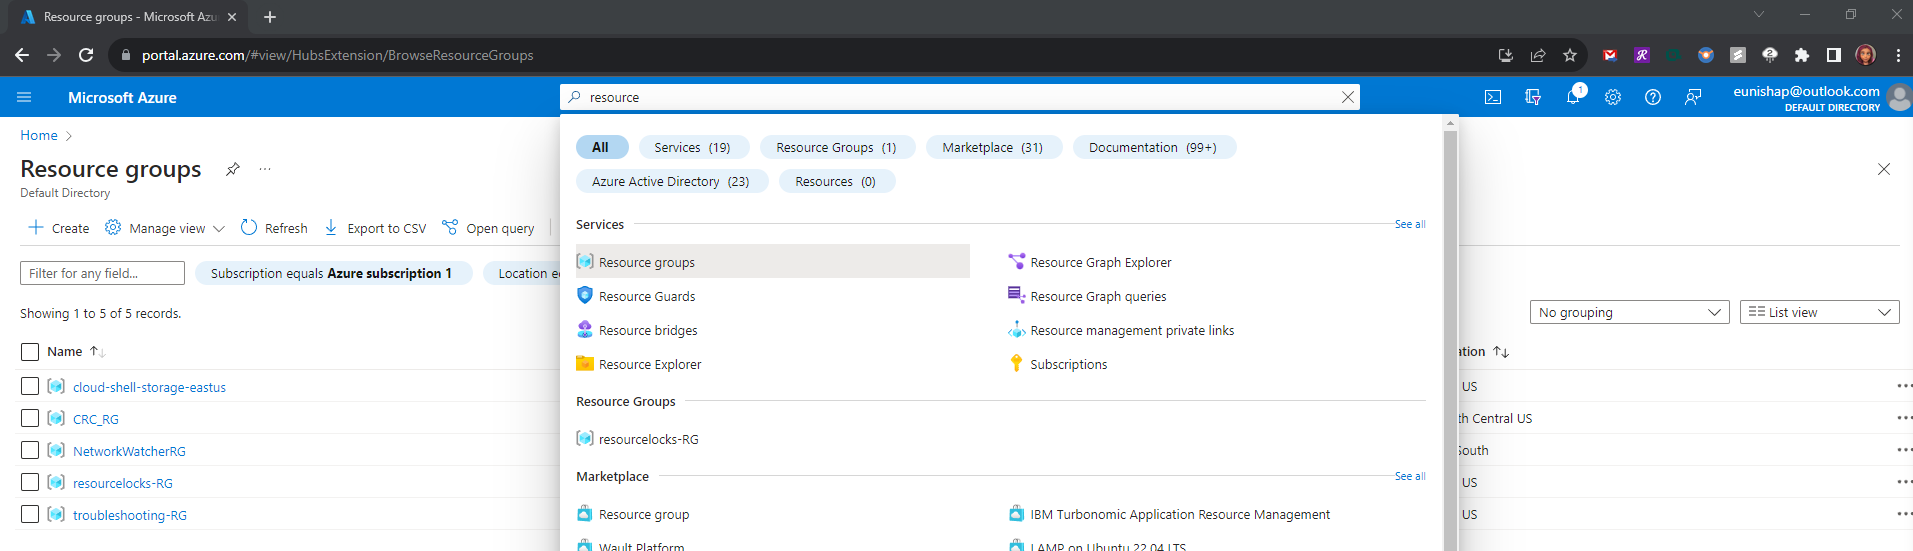 Resource groups - Microsoft Azu
portal.azure.com/#view/HubsExtension/BrowseResourceGroups
Microsoft Azure
resource
1
eunishap@outlook.com
DEFAULT DIRECTORY
Home
Resource groups
Default Directory
Create Manage view Refresh Export to CSV Open query
Filter for any field... Subscription equals Azure subscription 1 Location e
Showing 1 to 5 of 5 records.
No grouping List view
Name ation
cloud-shell-storage-eastus US
CRC_RG th Central US
NetworkWatcherRG South
resourcelocks-RG US
troubleshooting-RG US
All Services (19) Resource Groups (1) Marketplace (31) Documentation (99+)
Azure Active Directory (23) Resources (0)
Services See all
Resource groups Resource Graph Explorer
Resource Guards Resource Graph queries
Resource bridges Resource management private links
Resource Explorer Subscriptions
Resource Groups
resourcelocks-RG
Marketplace See all
Resource group IBM Turbonomic Application Resource Management
Wault Platform LAMP on Ubuntu 22.04 LTS